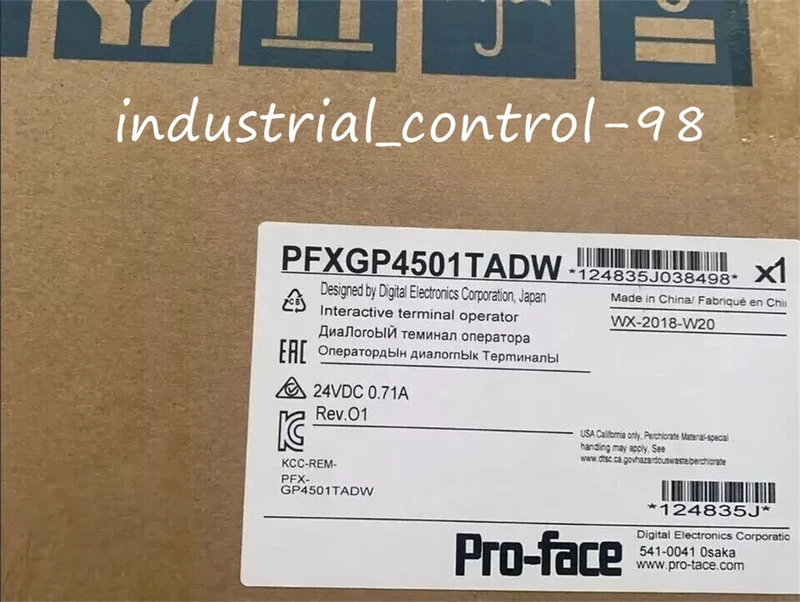 industrial_control-98
PFXGP4501TADW
*124835J038498* x1
Designed by Digital Electronics Corporation, Japan
Made in China/ Fabriqué en Chi
Interactive terminal operator
WX-2018-W20
ДиаЛогоЫЙ теминал оператора
ОператордЫн диалогпЫк ТерминалЫ
EAC
24VDC 0.71A
Rev.O1
KCC-REM-
PFX-
GP4501TADW
USA California only, Perchlorate Material-special
handling may apply, See
www.dtsc.ca.govhazardouswaste/perchlorate
*124835J*
Pro-face
Digital Electronics Corporatic
541-0041 Osaka
www.pro-tace.com